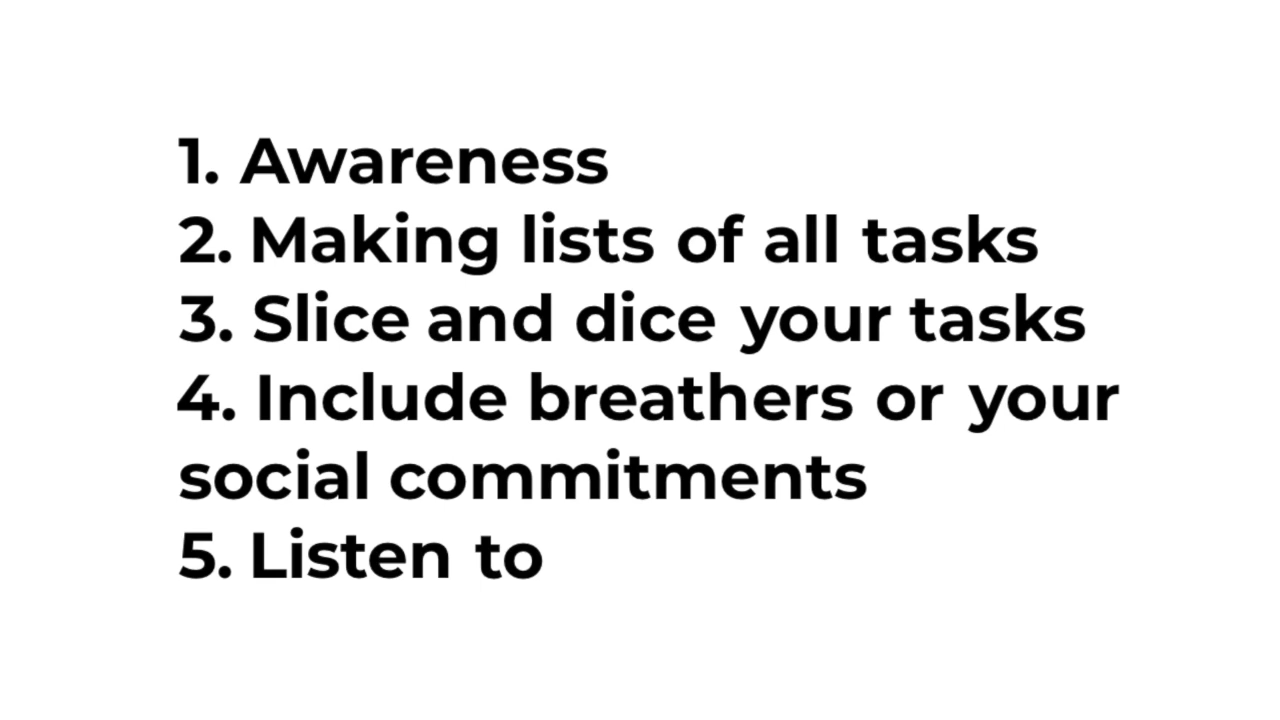 1. Awareness
2. Making lists of all tasks
3. Slice and dice your tasks
4. Include breathers or your
social commitments
5. Listen to